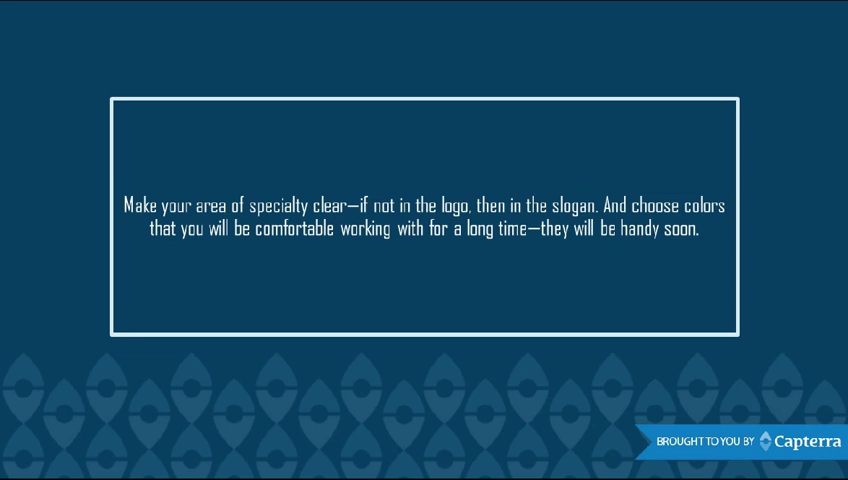 Make your area of specialty clear—if not in the logo, then in the slogan. And choose colors
that you will be comfortable working with for a long time—they will be handy soon.
BROUGHT TO YOU BY Capterra